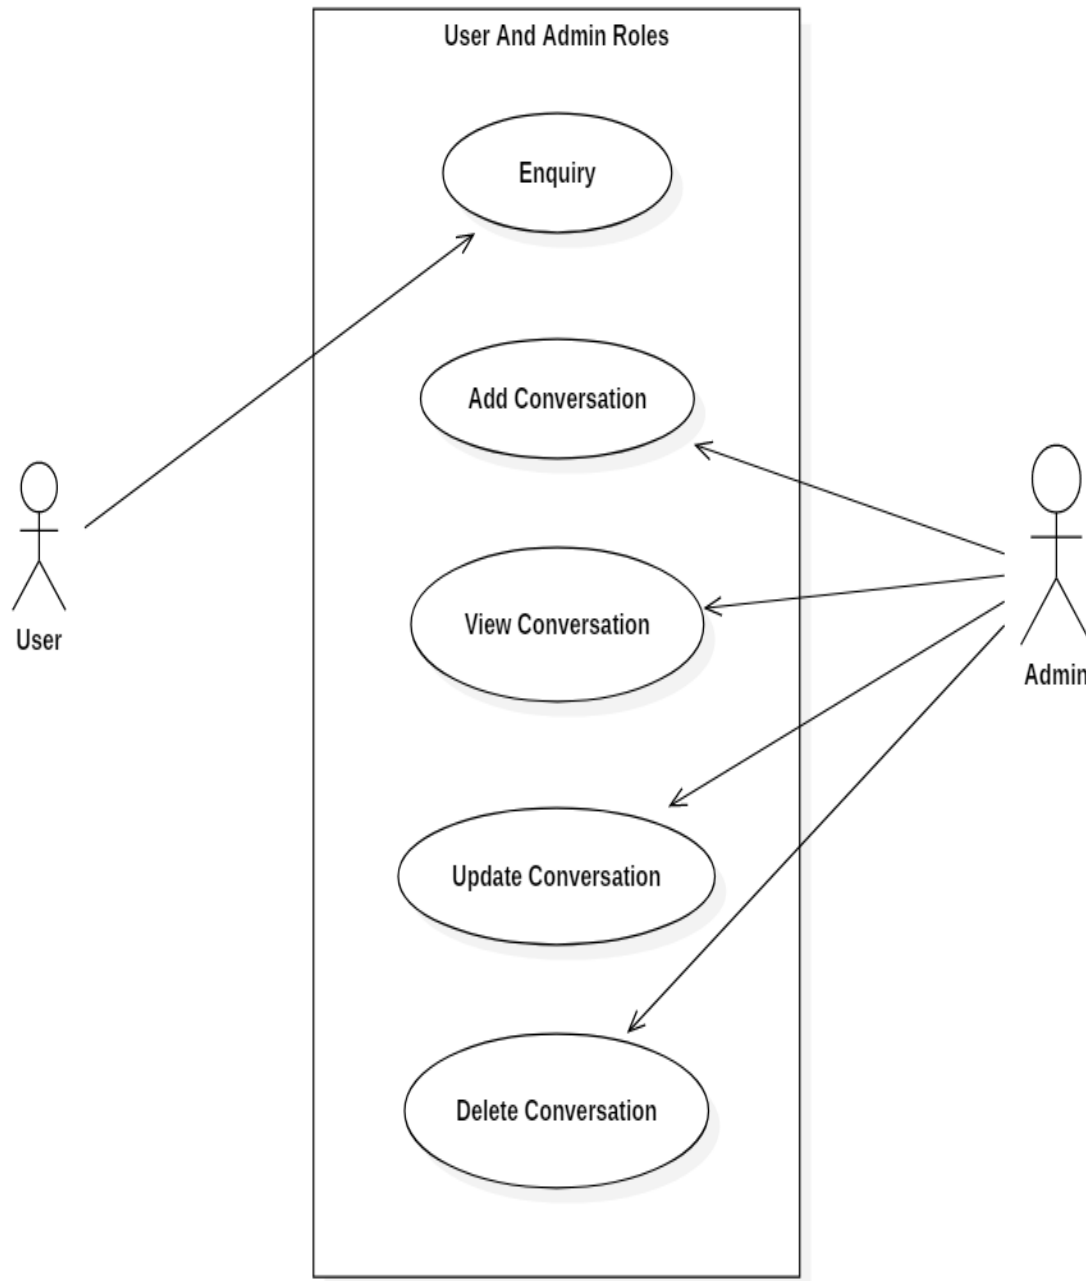 User And Admin Roles
Enquiry
Add Conversation
View Conversation
User
Admin
Update Conversation
Delete Conversation